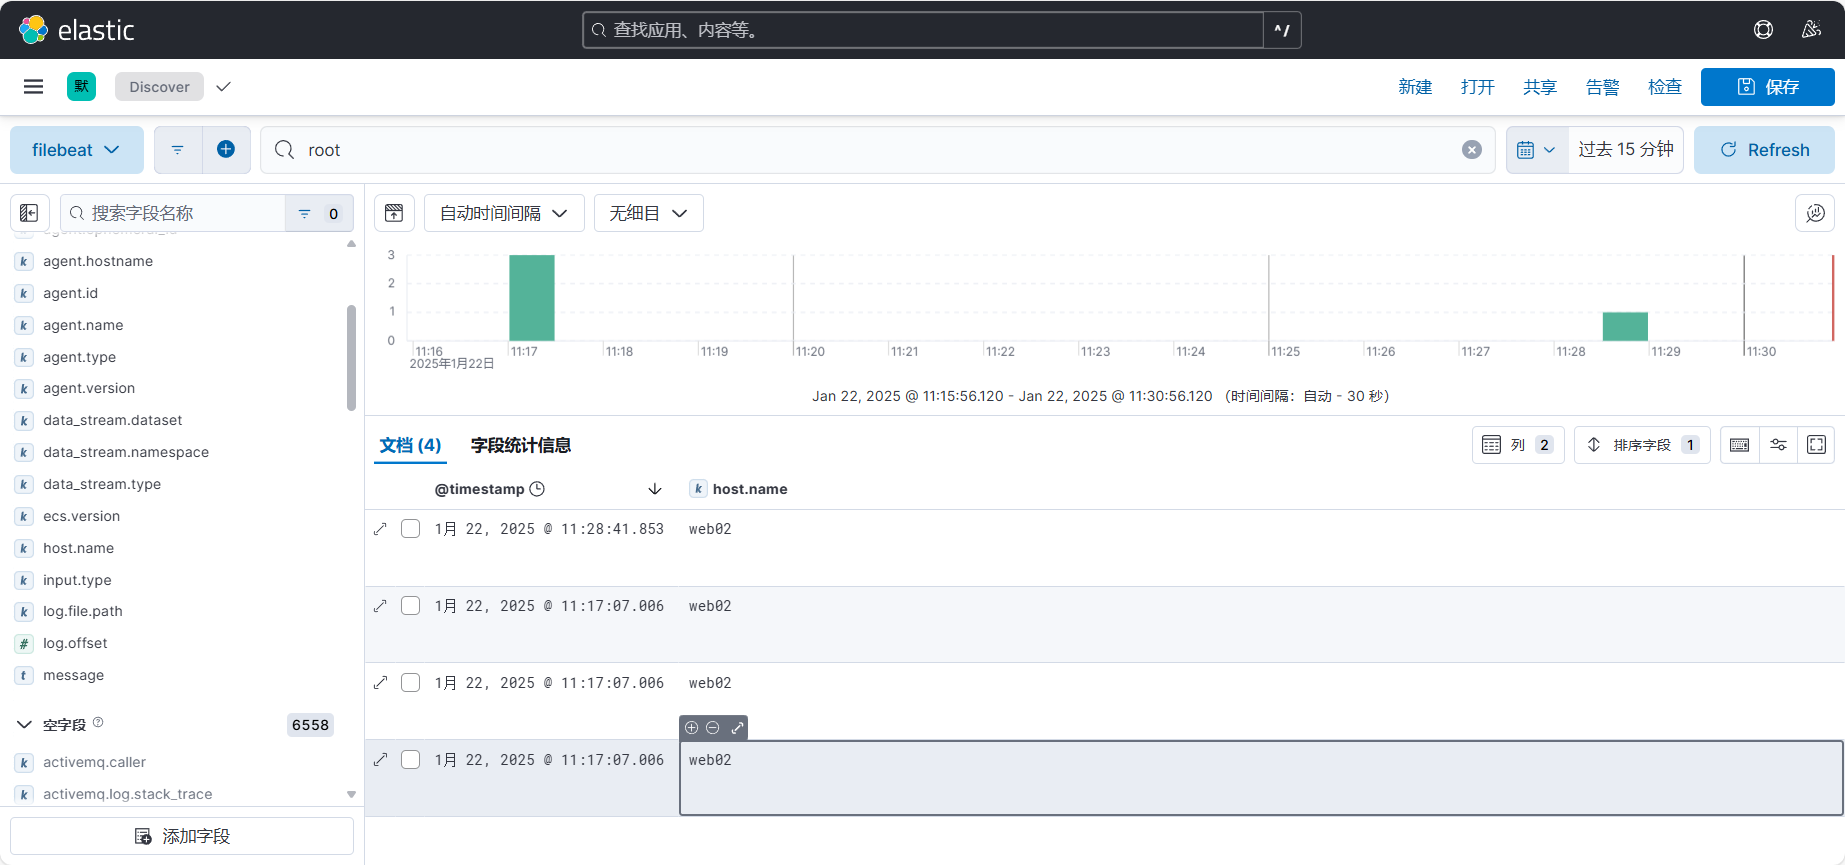 elastic
查找应用、内容等。
^/
默
Discover
新建
打开
共享
告警
检查
保存
filebeat
root
过去 15 分钟
Refresh
搜索字段名称
0
agent.ephemeral_id
agent.hostname
agent.id
agent.name
agent.type
agent.version
data_stream.dataset
data_stream.namespace
data_stream.type
ecs.version
host.name
input.type
log.file.path
log.offset
message
空字段
6558
activemq.caller
activemq.log.stack_trace
添加字段
自动时间间隔
无细目
3
2
1
0
11:16
11:17
11:18
11:19
11:20
11:21
11:22
11:23
11:24
11:25
11:26
11:27
11:28
11:29
11:30
2025年1月22日
Jan 22, 2025 @ 11:15:56.120 - Jan 22, 2025 @ 11:30:56.120 （时间间隔：自动 - 30 秒）
文档 (4)
字段统计信息
列 2
排序字段 1
@timestamp
k host.name
1月 22, 2025 @ 11:28:41.853 web02
1月 22, 2025 @ 11:17:07.006 web02
1月 22, 2025 @ 11:17:07.006 web02
1月 22, 2025 @ 11:17:07.006 web02